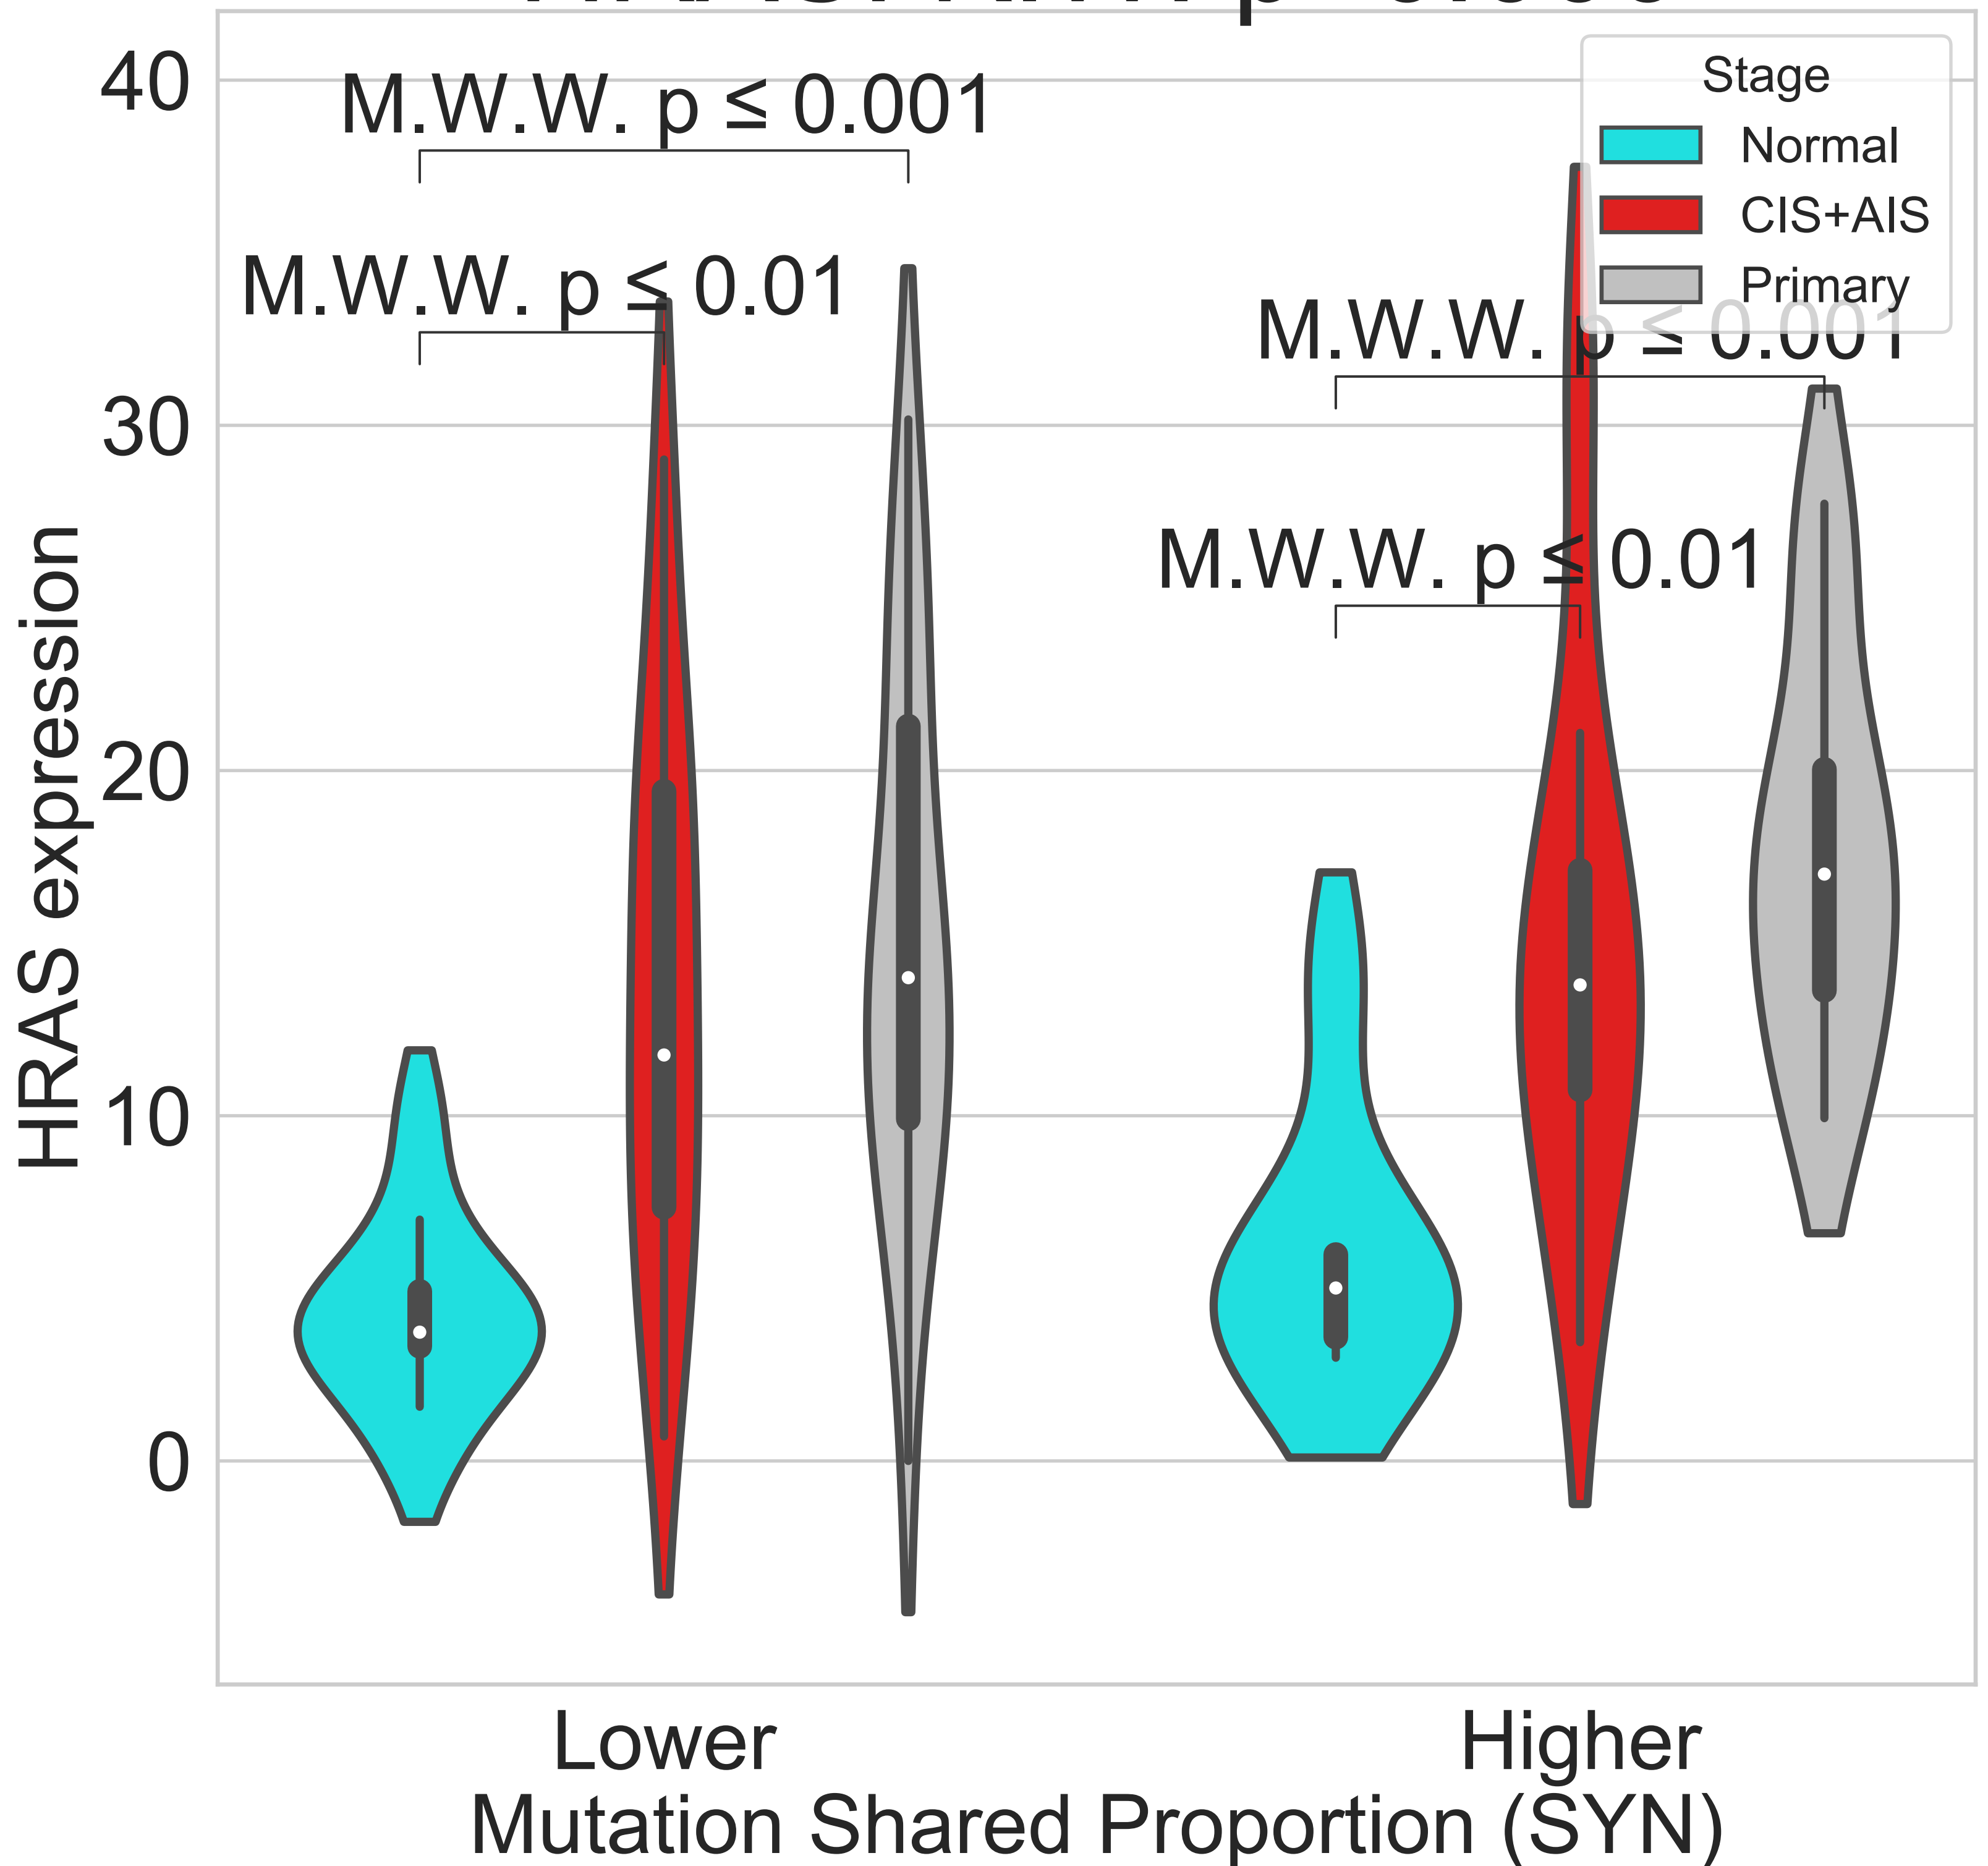 40
30
20
10
0
HRAS expression
M.W.W. p ≤ 0.001
M.W.W. p ≤ 0.01
M.W.W. p ≤ 0.001
M.W.W. p ≤ 0.01
Stage
Normal
CIS+AIS
Primary
Lower
Higher
Mutation Shared Proportion (SYN)